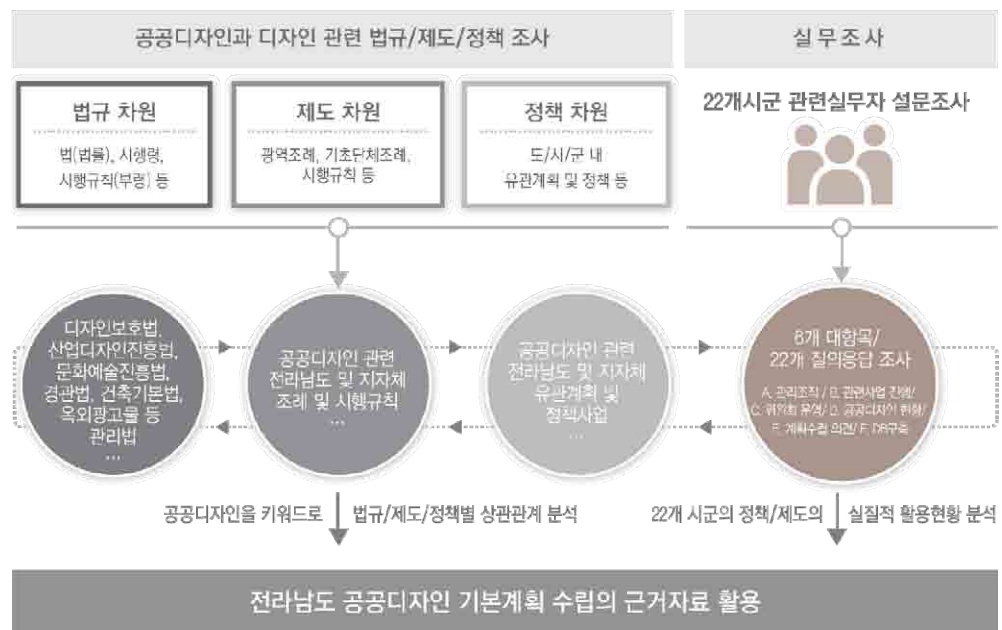 공공디자인과 디자인 관련 법규/제도/정책 조사
실무조사
법규 차원
법(법률), 시행령,
시행규칙(부령) 등
제도 차원
광역조례, 기초단체조례,
시행규칙 등
정책 차원
도/시/군 내
유관계획 및 정책 등
22개시군 관련실무자 설문조사
디자인보호법,
산업디자인진흥법,
문화예술진흥법,
경관법, 건축기본법,
옥외광고물 등
관리법
...
공공디자인 관련
전라남도 및 지자체
조례 및 시행규칙
...
공공디자인 관련
전라남도 및 지자체
유관계획 및
정책사업
...
6개 대항목/
22개 질의응답 조사
A. 관리조직 / B. 관련사업 진행/
C. 위원회 운영/ D. 공공디자인 현황/
E. 계획수립 의견/ F. DB구축
공공디자인을 키워드로
법규/제도/정책별 상관관계 분석
22개 시군의 정책/제도의
실질적 활용현황 분석
전라남도 공공디자인 기본계획 수립의 근거자료 활용